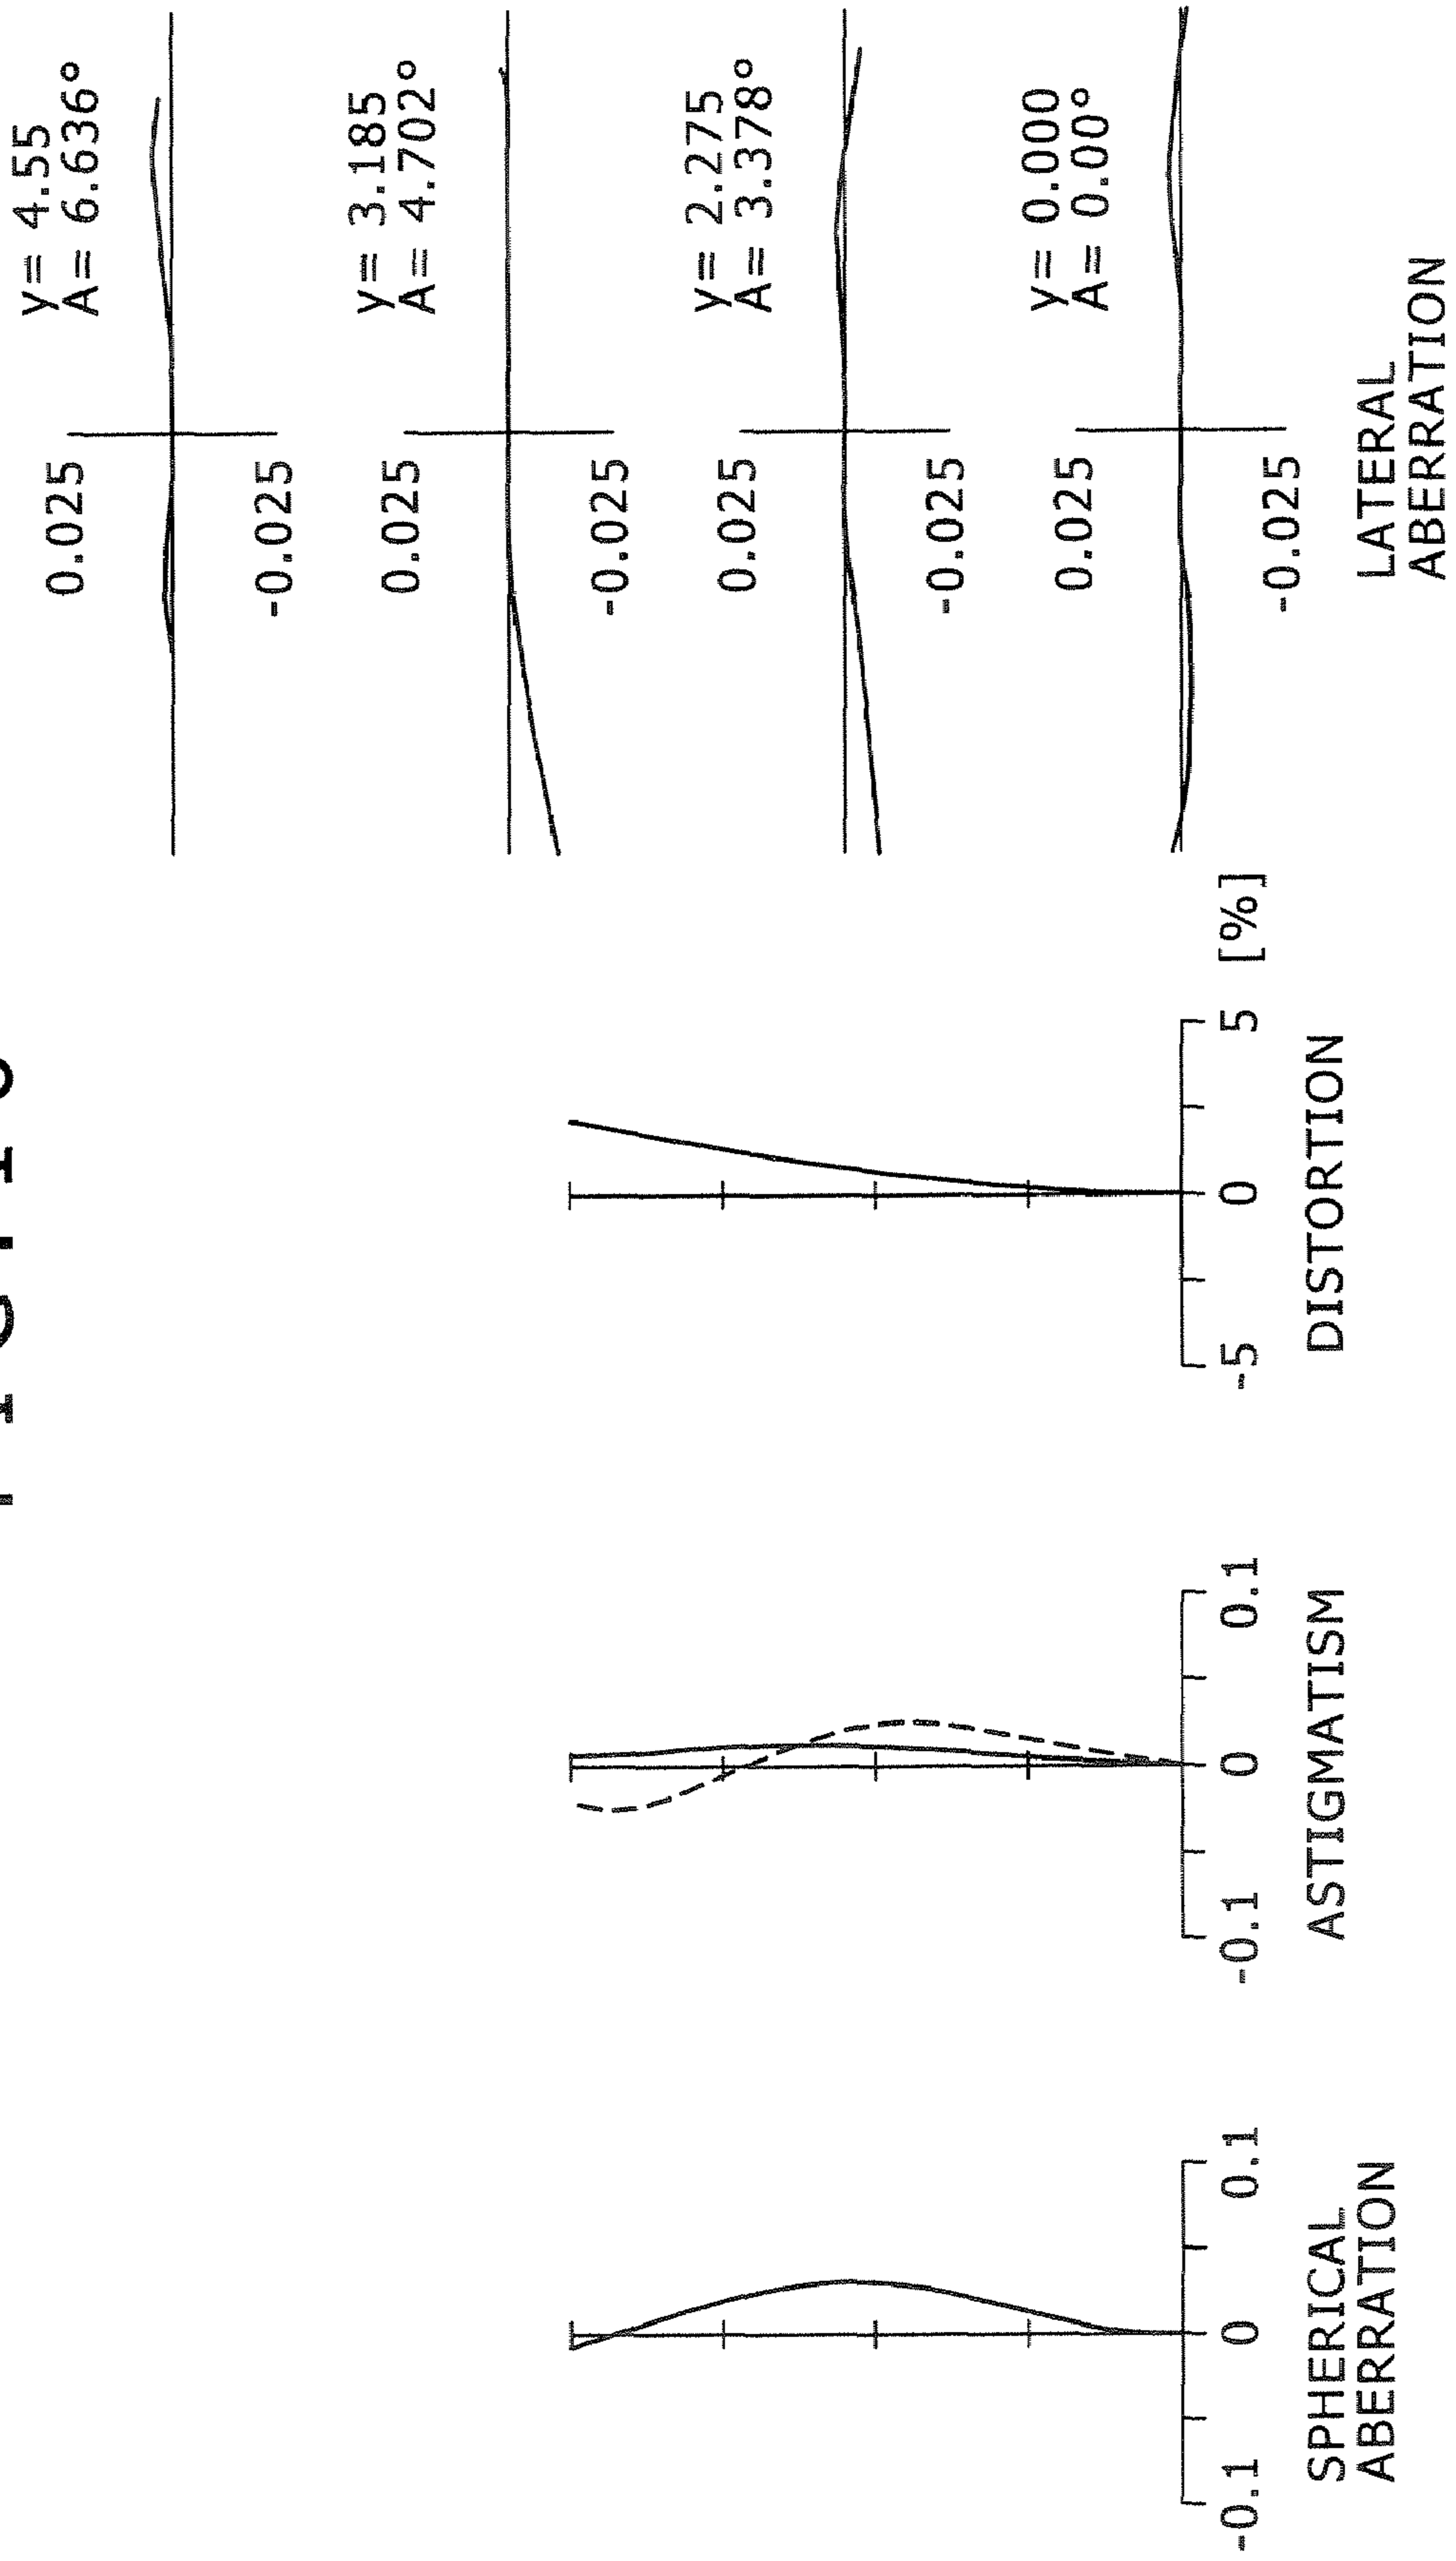 -0.1 0 0.1
SPHERICAL
ABERRATION
-0.1 0 0.1
ASTIGMATISM
-5 0 5 [%]
DISTORTION
y= 4.55
A= 6.636°
0.025
-0.025
y= 3.185
A= 4.702°
0.025
-0.025
y= 2.275
A= 3.378°
0.025
-0.025
y= 0.000
A= 0.00°
0.025
-0.025
LATERAL
ABERRATION